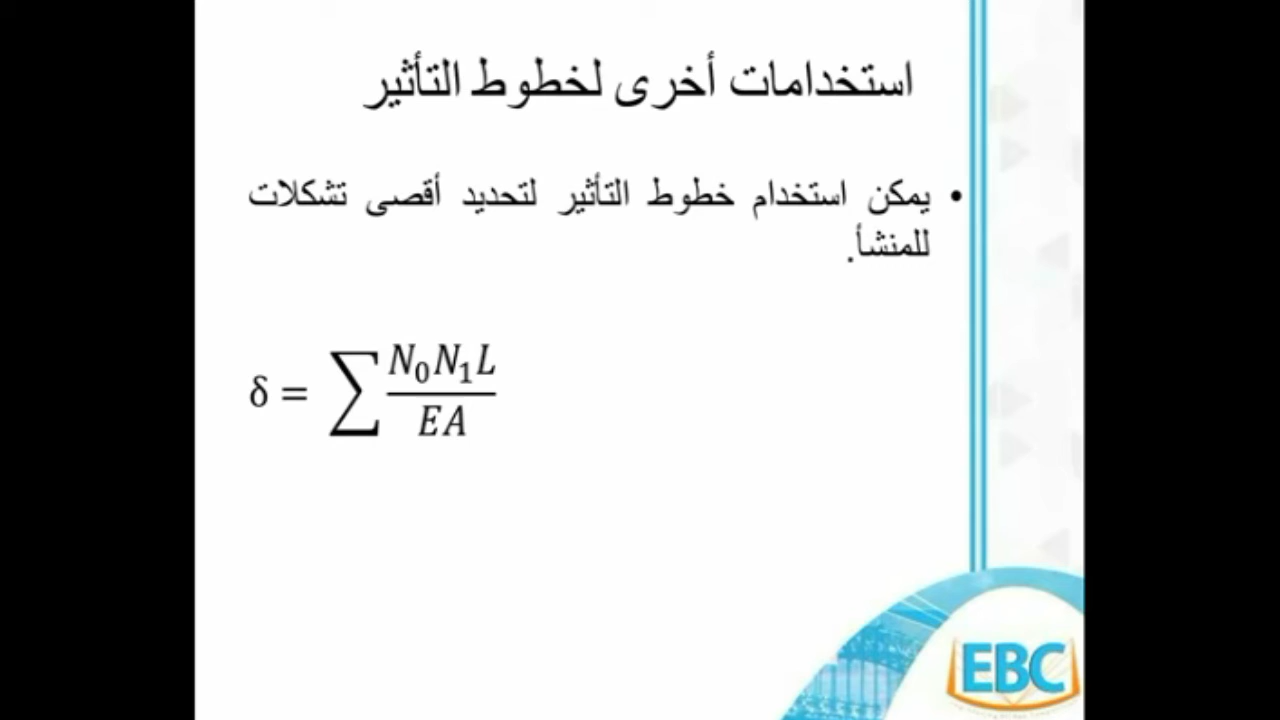 استخدامات أخرى لخطوط التأثير
• يمكن استخدام خطوط التأثير لتحديد أقصى تشكلات
للمنشأ.
δ = ∑ N₀N₁L / EA
EBC